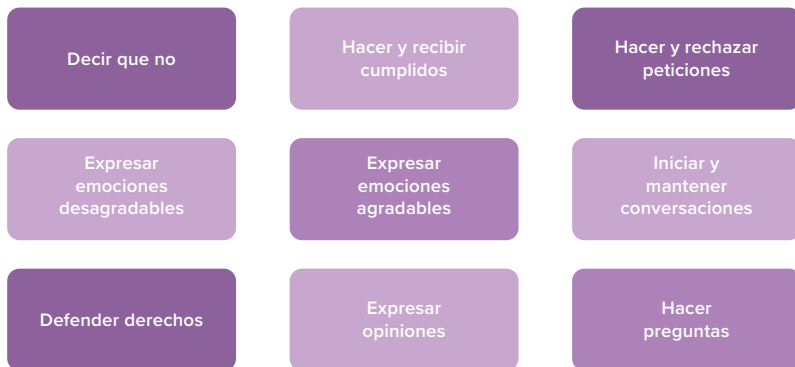 Decir que no
Hacer y recibir
cumplidos
Hacer y rechazar
peticiones
Expresar
emociones
desagradables
Expresar
emociones
agradables
Iniciar y
mantener
conversaciones
Defender derechos
Expresar
opiniones
Hacer
preguntas